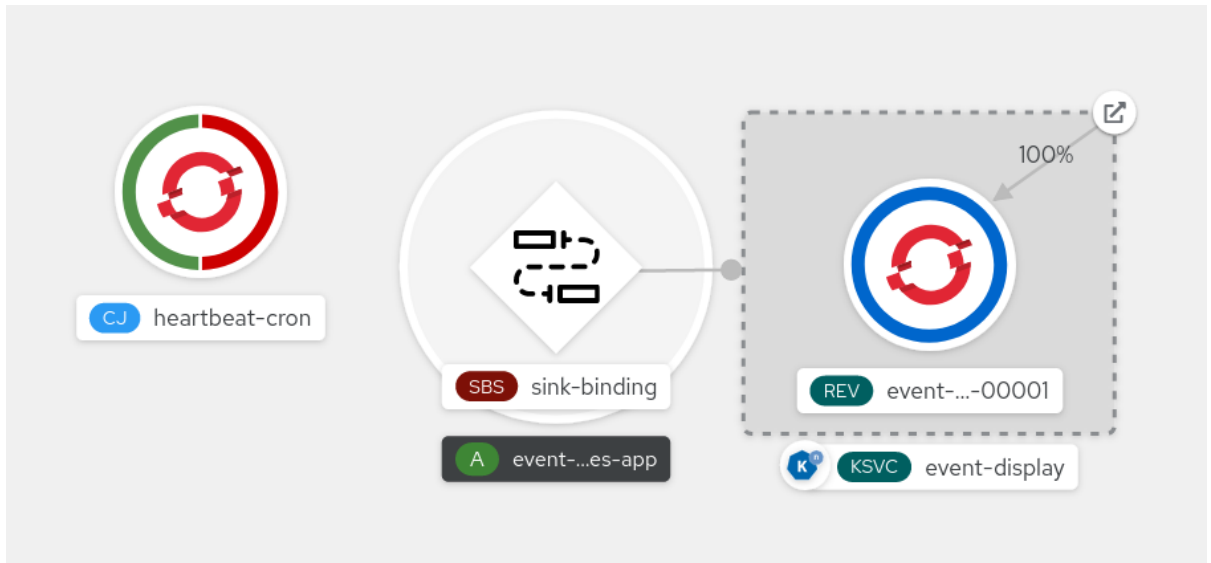 100%
CJ heartbeat-cron
SBS sink-binding
REV event-...-00001
A event-...es-app
K n KSVC event-display